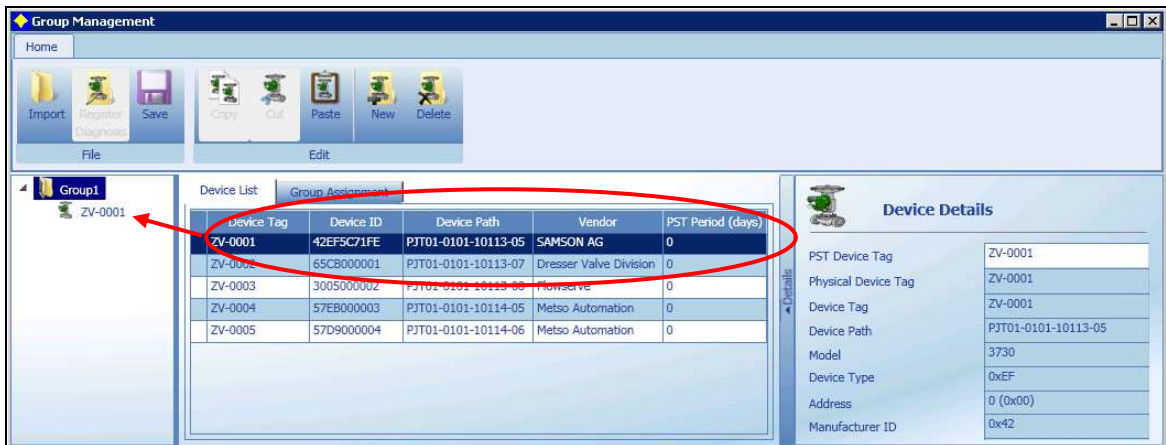 Group Management
Home
Import
Register
Diagnosis
Save
Copy
Cut
Paste
New
Delete
File
Edit
Group1
ZV-0001
Device List
Group Assignment
Device Tag Device ID Device Path Vendor PST Period (days)
ZV-0001 42EF5C71FE PJT01-0101-10113-05 SAMSON AG 0
ZV-0002 65CB000001 PJT01-0101-10113-07 Dresser Valve Division 0
ZV-0003 3005000002 PJT01-0101-10113-08 Flowserve 0
ZV-0004 57EB000003 PJT01-0101-10114-05 Metso Automation 0
ZV-0005 57D9000004 PJT01-0101-10114-06 Metso Automation 0
Details
Device Details
PST Device Tag ZV-0001
Physical Device Tag ZV-0001
Device Tag ZV-0001
Device Path PJT01-0101-10113-05
Model 3730
Device Type 0xEF
Address 0 (0x00)
Manufacturer ID 0x42